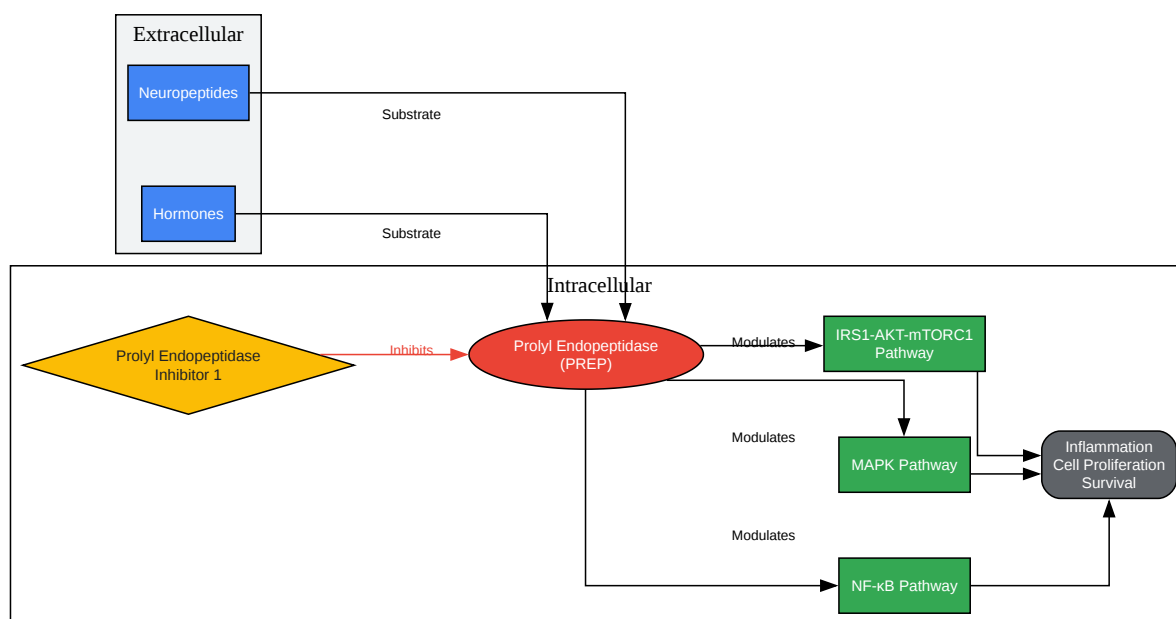 Extracellular
Neuropeptides
Substrate
Hormones
Substrate
Intracellular
Prolyl Endopeptidase
Inhibitor 1
Inhibits
Prolyl Endopeptidase
(PREP)
Modulates
IRS1-AKT-mTORC1
Pathway
Modulates
MAPK Pathway
Inflammation
Cell Proliferation
Survival
Modulates
NF-κB Pathway